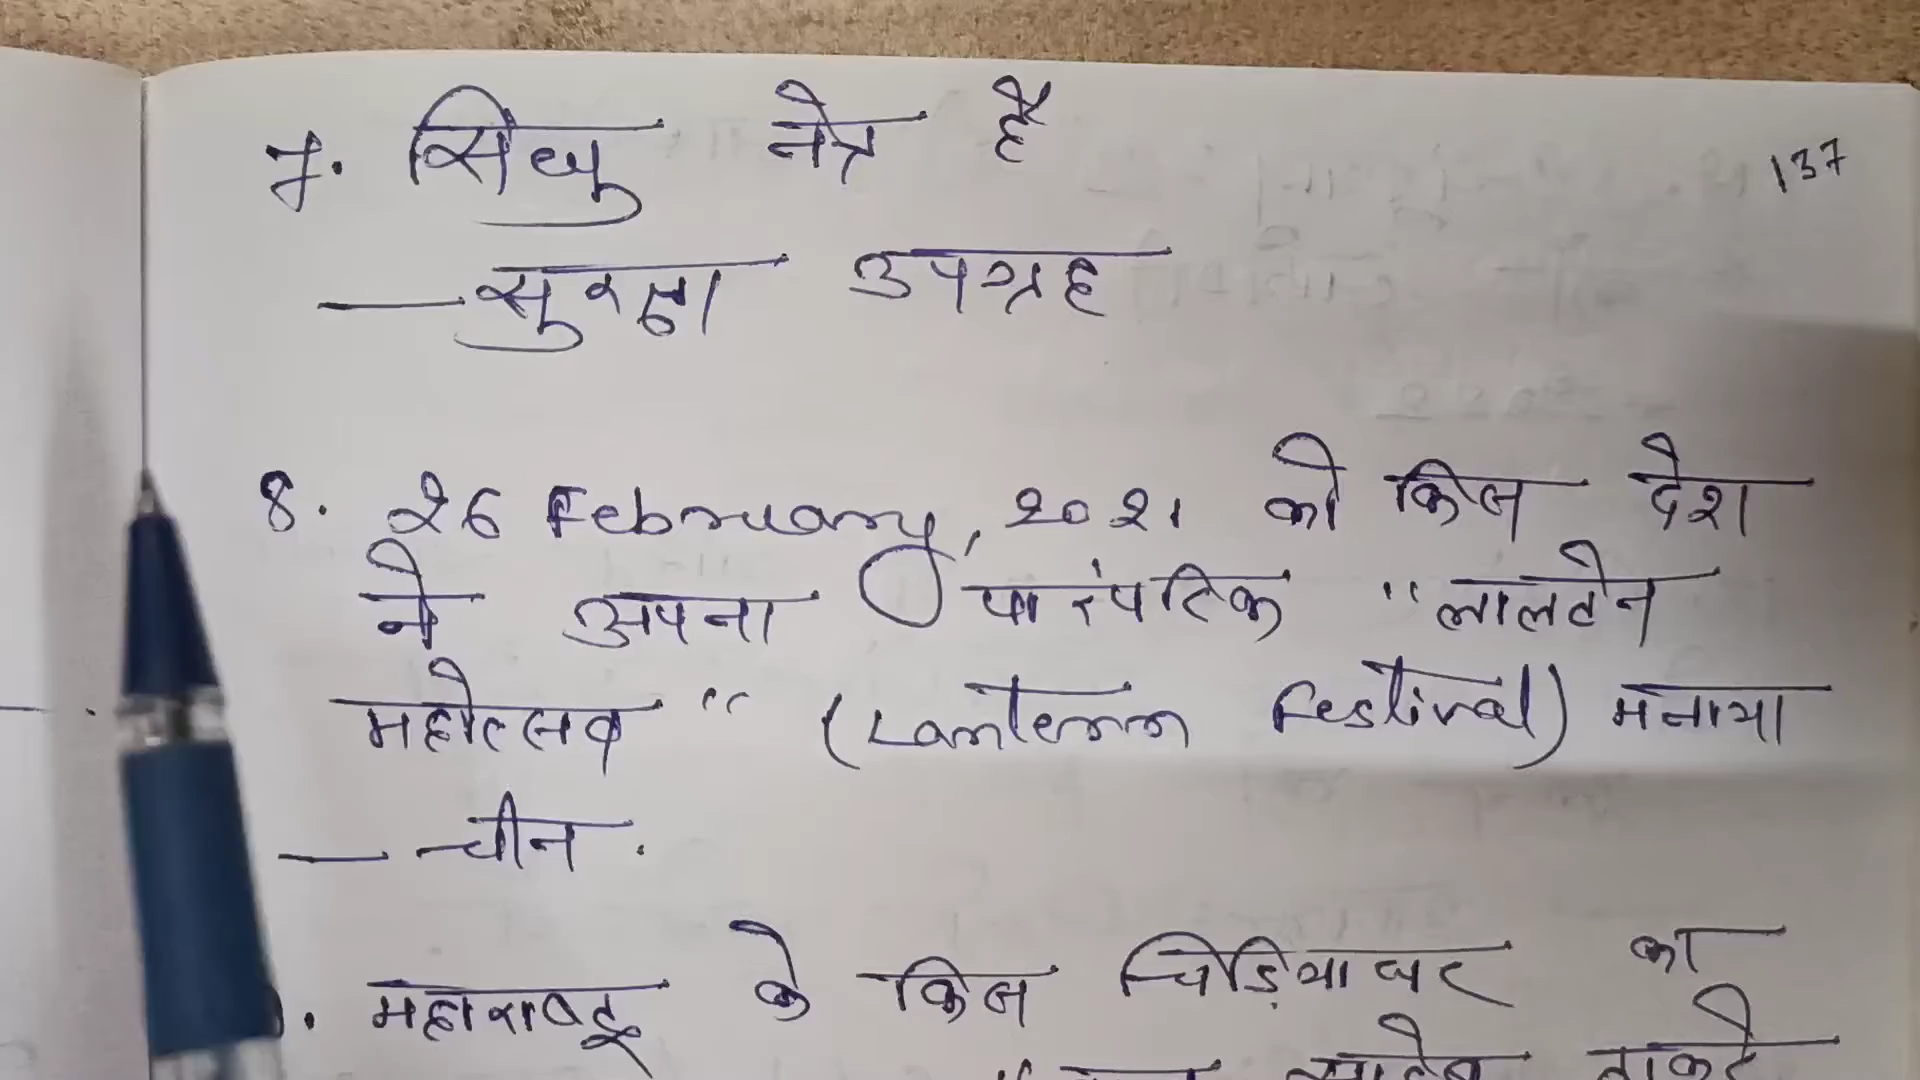 137
7. सिंधु नेत्र है
— सुरक्षा उपग्रह
8. 26 February, 2021 को किस देश
ने अपना पारंपरिक "लालटेन
महोत्सव" (Lantern Festival) मनाया
— चीन.
. महाराष्ट्र के किस चिड़ियाघर का
साहेब ठाकरे